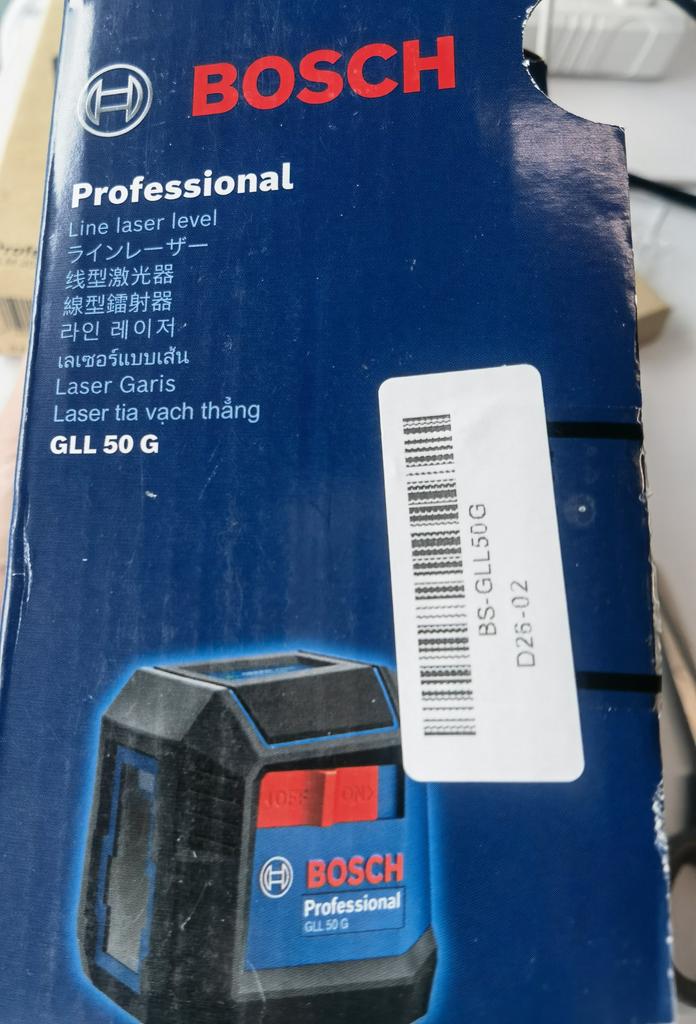 BOSCH
Professional
Line laser level
ラインレーザー
线型激光器
線型鐳射器
라인 레이저
เลเซอร์แบบเส้น
Laser Garis
Laser tia vạch thẳng
GLL 50 G
BS-GLL50G
D26-02
OFF ON
BOSCH
Professional
GLL 50 G